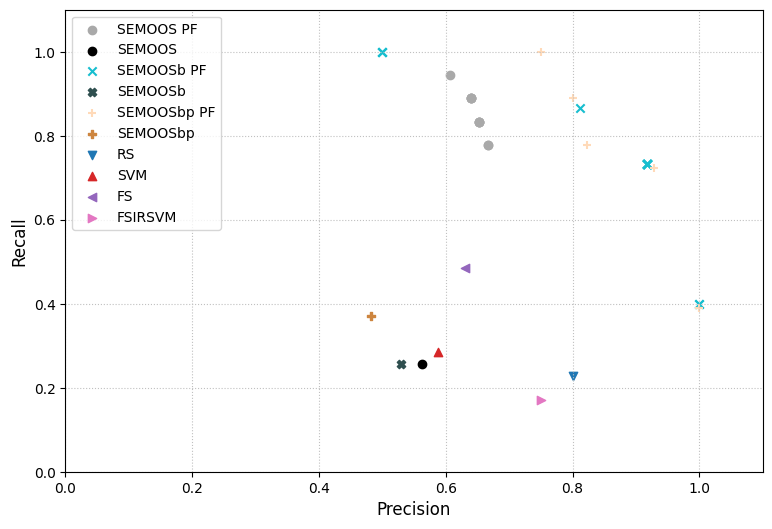 SEMOOS PF
SEMOOS
SEMOOSb PF
SEMOOSb
SEMOOSbp PF
SEMOOSbp
RS
SVM
FS
FSIRSVM
Recall
1.0
0.8
0.6
0.4
0.2
0.0
0.0 0.2 0.4 0.6 0.8 1.0
Precision